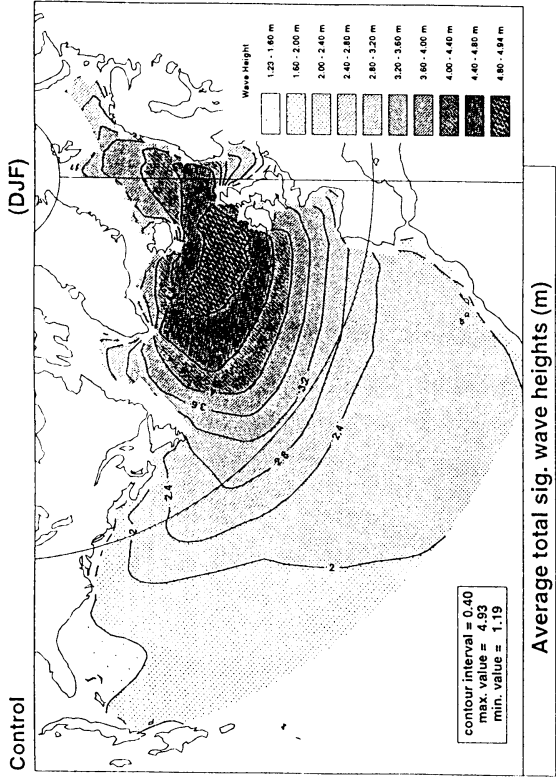 Control
(DJF)
Wave Height
1.23 - 1.60 m
1.60 - 2.00 m
2.00 - 2.40 m
2.40 - 2.80 m
2.80 - 3.20 m
3.20 - 3.60 m
3.60 - 4.00 m
4.00 - 4.40 m
4.40 - 4.80 m
4.80 - 4.94 m
3.6
3.2
2.8
2.4
2.4
2
2
contour interval = 0.40
max. value = 4.93
min. value = 1.19
Average total sig. wave heights (m)